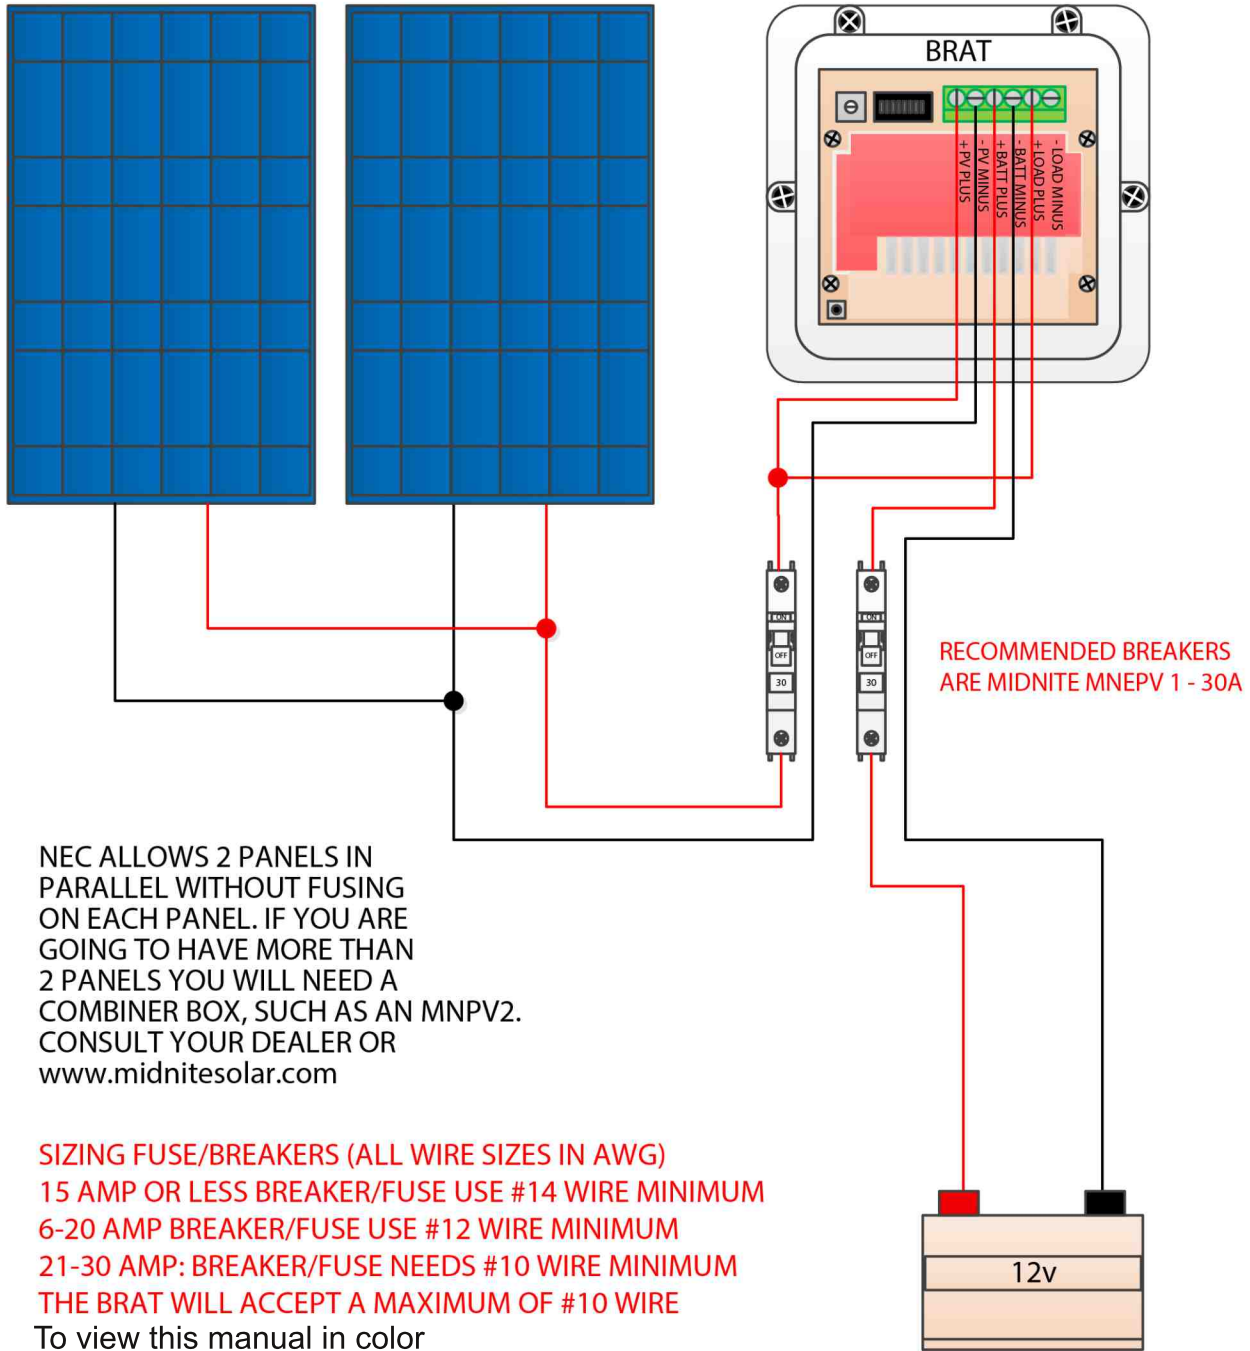 BRAT
+ PV PLUS
- PV MINUS
+ BATT PLUS
- BATT MINUS
+ LOAD PLUS
- LOAD MINUS
ON
OFF
30
ON
OFF
30
RECOMMENDED BREAKERS
ARE MIDNITE MNEPV 1 - 30A
NEC ALLOWS 2 PANELS IN
PARALLEL WITHOUT FUSING
ON EACH PANEL. IF YOU ARE
GOING TO HAVE MORE THAN
2 PANELS YOU WILL NEED A
COMBINER BOX, SUCH AS AN MNPV2.
CONSULT YOUR DEALER OR
www.midnitesolar.com
SIZING FUSE/BREAKERS (ALL WIRE SIZES IN AWG)
15 AMP OR LESS BREAKER/FUSE USE #14 WIRE MINIMUM
6-20 AMP BREAKER/FUSE USE #12 WIRE MINIMUM
21-30 AMP: BREAKER/FUSE NEEDS #10 WIRE MINIMUM
THE BRAT WILL ACCEPT A MAXIMUM OF #10 WIRE
To view this manual in color
12v